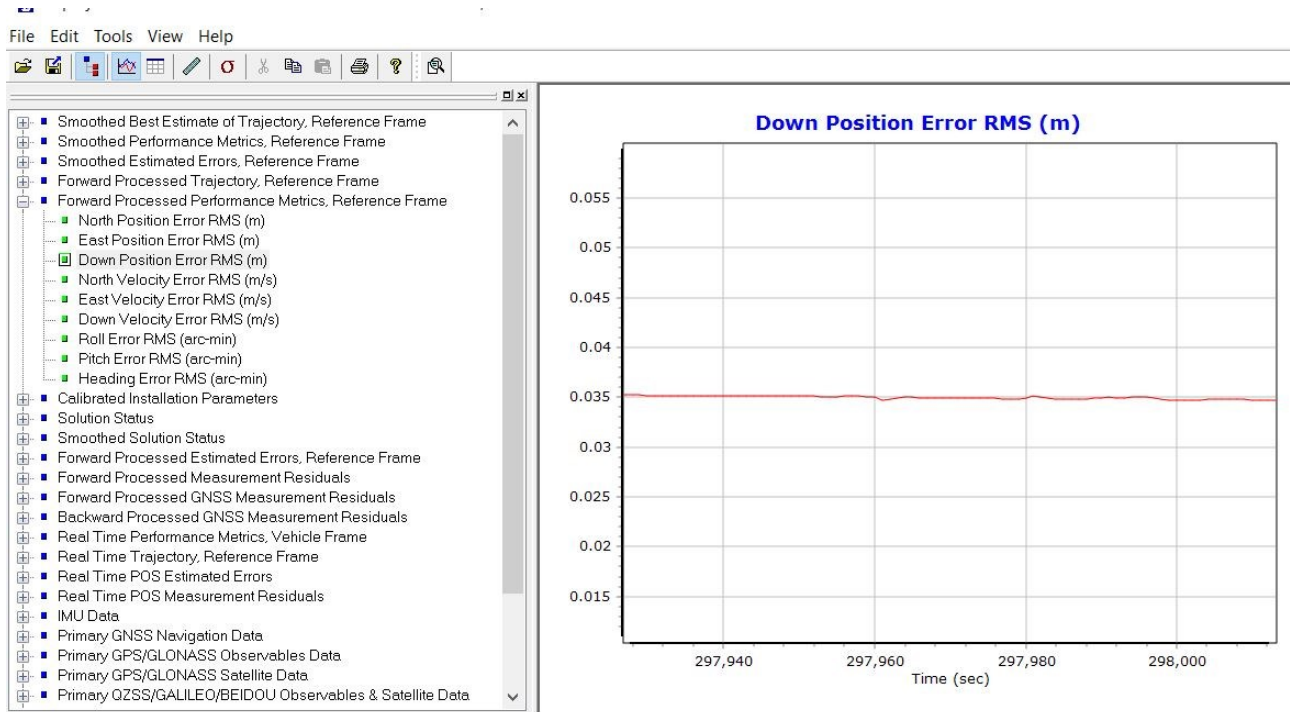 File Edit Tools View Help
σ
?
Smoothed Best Estimate of Trajectory, Reference Frame
Smoothed Performance Metrics, Reference Frame
Smoothed Estimated Errors, Reference Frame
Forward Processed Trajectory, Reference Frame
Forward Processed Performance Metrics, Reference Frame
North Position Error RMS (m)
East Position Error RMS (m)
Down Position Error RMS (m)
North Velocity Error RMS (m/s)
East Velocity Error RMS (m/s)
Down Velocity Error RMS (m/s)
Roll Error RMS (arc-min)
Pitch Error RMS (arc-min)
Heading Error RMS (arc-min)
Calibrated Installation Parameters
Solution Status
Smoothed Solution Status
Forward Processed Estimated Errors, Reference Frame
Forward Processed Measurement Residuals
Forward Processed GNSS Measurement Residuals
Backward Processed GNSS Measurement Residuals
Real Time Performance Metrics, Vehicle Frame
Real Time Trajectory, Reference Frame
Real Time POS Estimated Errors
Real Time POS Measurement Residuals
IMU Data
Primary GNSS Navigation Data
Primary GPS/GLONASS Observables Data
Primary GPS/GLONASS Satellite Data
Primary QZSS/GALILEO/BEIDOU Observables & Satellite Data
Down Position Error RMS (m)
0.055
0.05
0.045
0.04
0.035
0.03
0.025
0.02
0.015
297,940 297,960 297,980 298,000
Time (sec)